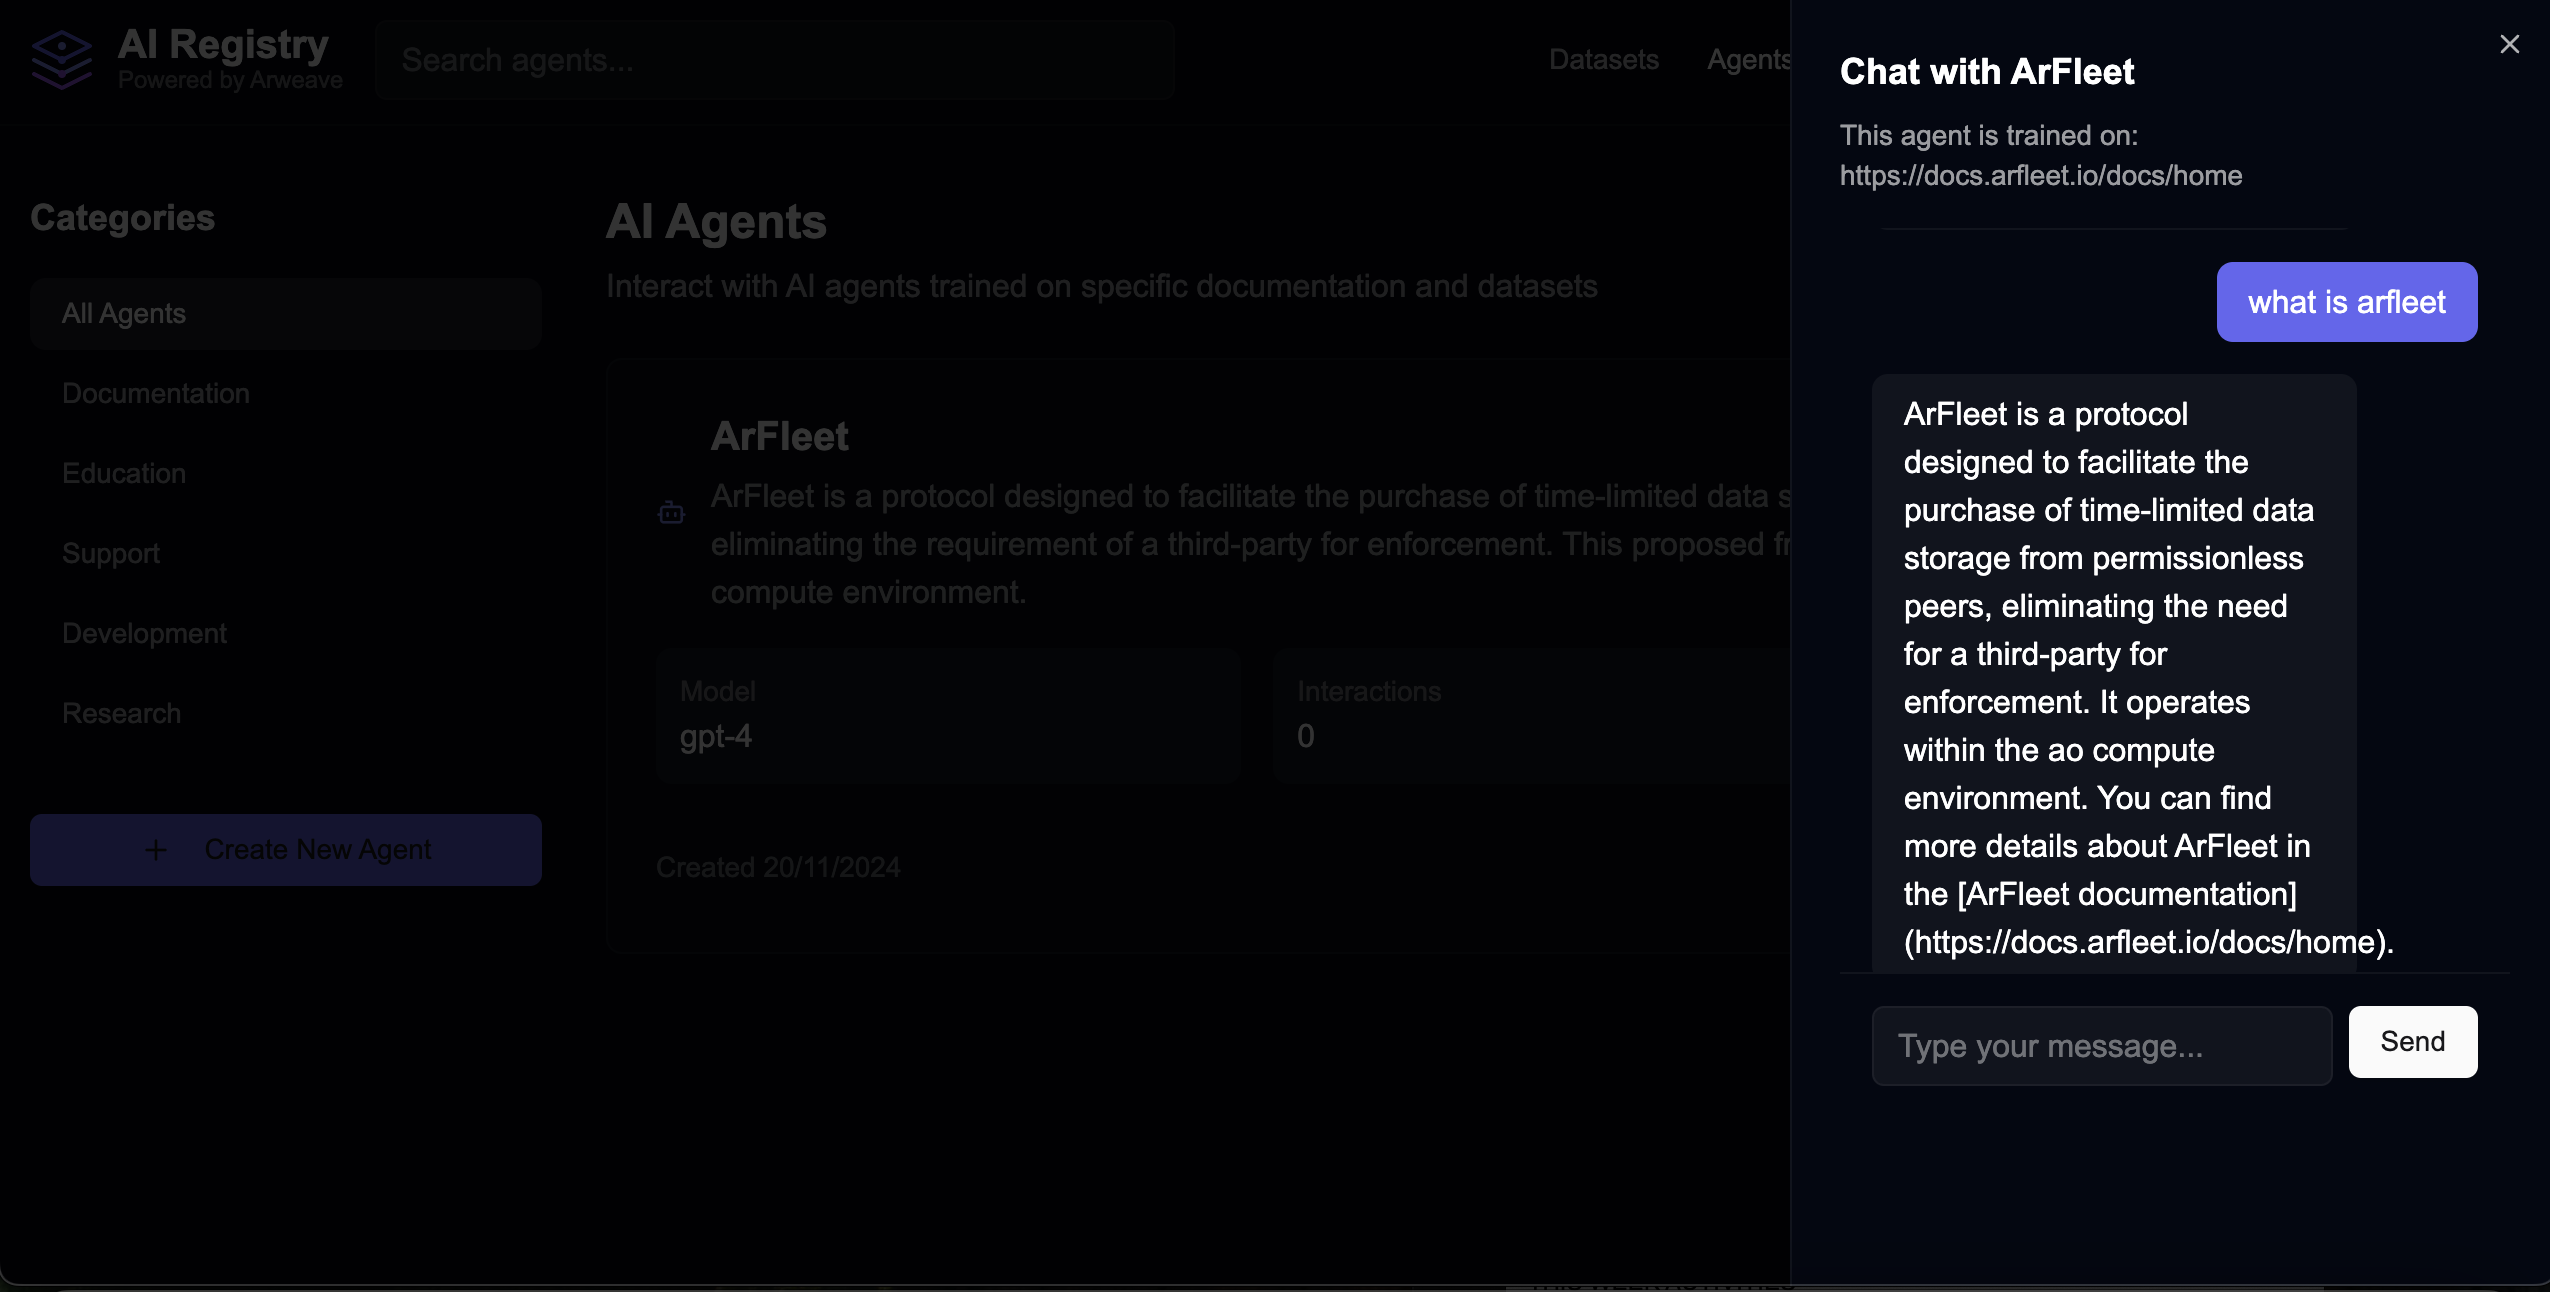 AI Registry
Powered by Arweave
Search agents...
Datasets
Agents
Categories
All Agents
Documentation
Education
Support
Development
Research
+ Create New Agent
AI Agents
Interact with AI agents trained on specific documentation and datasets
ArFleet
ArFleet is a protocol designed to facilitate the purchase of time-limited data s
eliminating the requirement of a third-party for enforcement. This proposed fr
compute environment.
Model
gpt-4
Interactions
0
Created 20/11/2024
Chat with ArFleet
This agent is trained on:
https://docs.arfleet.io/docs/home
what is arfleet
ArFleet is a protocol
designed to facilitate the
purchase of time-limited data
storage from permissionless
peers, eliminating the need
for a third-party for
enforcement. It operates
within the ao compute
environment. You can find
more details about ArFleet in
the [ArFleet documentation]
(https://docs.arfleet.io/docs/home).
Type your message...
Send